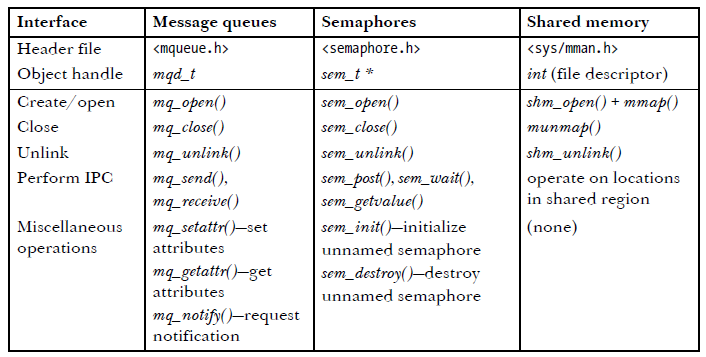 Interface Message queues Semaphores Shared memory
Header file <mqueue.h> <semaphore.h> <sys/mman.h>
Object handle mqd_t sem_t * int (file descriptor)
Create/open mq_open() sem_open() shm_open() + mmap()
Close mq_close() sem_close() munmap()
Unlink mq_unlink() sem_unlink() shm_unlink()
Perform IPC mq_send(), sem_post(), sem_wait(), operate on locations
mq_receive() sem_getvalue() in shared region
Miscellaneous mq_setattr()—set sem_init()—initialize (none)
operations attributes unnamed semaphore
mq_getattr()—get sem_destroy()—destroy
attributes unnamed semaphore
mq_notify()—request
notification